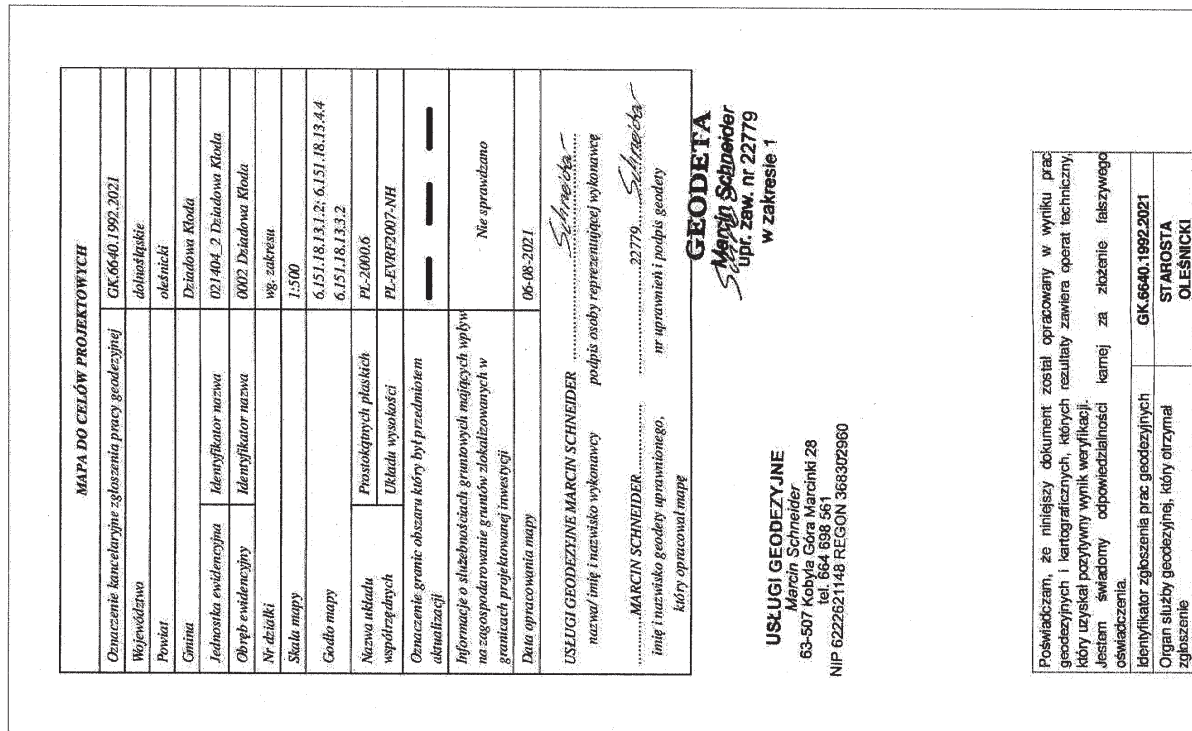 MAPA DO CELÓW PROJEKTOWYCH
Oznaczenie kancelaryjne zgłoszenia pracy geodezyjnej GK.6640.1992.2021
Województwo dolnośląskie
Powiat oleśnicki
Gmina Dziadowa Kłoda
Jednostka ewidencyjna Identyfikator nazwa 021404_2 Dziadowa Kłoda
Obręb ewidencyjny Identyfikator nazwa 0002 Dziadowa Kłoda
Nr działki wg. zakresu
Skala mapy 1:500
Godło mapy 6.151.18.13.1.2; 6.151.18.13.4.4
6.151.18.13.3.2
Nazwa układu Prostokątnych płaskich PL-2000.6
współrzędnych Układu wysokości PL-EVRF2007-NH
Oznaczenie granic obszaru który był przedmiotem
aktualizacji
Informacje o służebnościach gruntowych mających wpływ
na zagospodarowanie gruntów zlokalizowanych w
granicach projektowanej inwestycji
Nie sprawdzano
Data opracowania mapy 06-08-2021
USŁUGI GEODEZYJNE MARCIN SCHNEIDER Schneider
nazwa/ imię i nazwisko wykonawcy podpis osoby reprezentującej wykonawcę
MARCIN SCHNEIDER 22779 Schneider
imię i nazwisko geodety uprawnionego, nr uprawnień i podpis geodety
który opracował mapę
GEODETA
Marcin Schneider
upr. zaw. nr 22779
w zakresie 1
USŁUGI GEODEZYJNE
Marcin Schneider
63-507 Kobyla Góra Marcinki 28
tel. 664 698 561
NIP 6222621148 REGON 368302960
Poświadczam, że niniejszy dokument został opracowany w wyniku prac
geodezyjnych i kartograficznych, których rezultaty zawiera operat techniczny,
który uzyskał pozytywny wynik weryfikacji.
Jestem świadomy odpowiedzialności karnej za złożenie fałszywego
oświadczenia.
Identyfikator zgłoszenia prac geodezyjnych GK.6640.1992.2021
Organ służby geodezyjnej, który otrzymał
zgłoszenie
STAROSTA
OLEŚNICKI